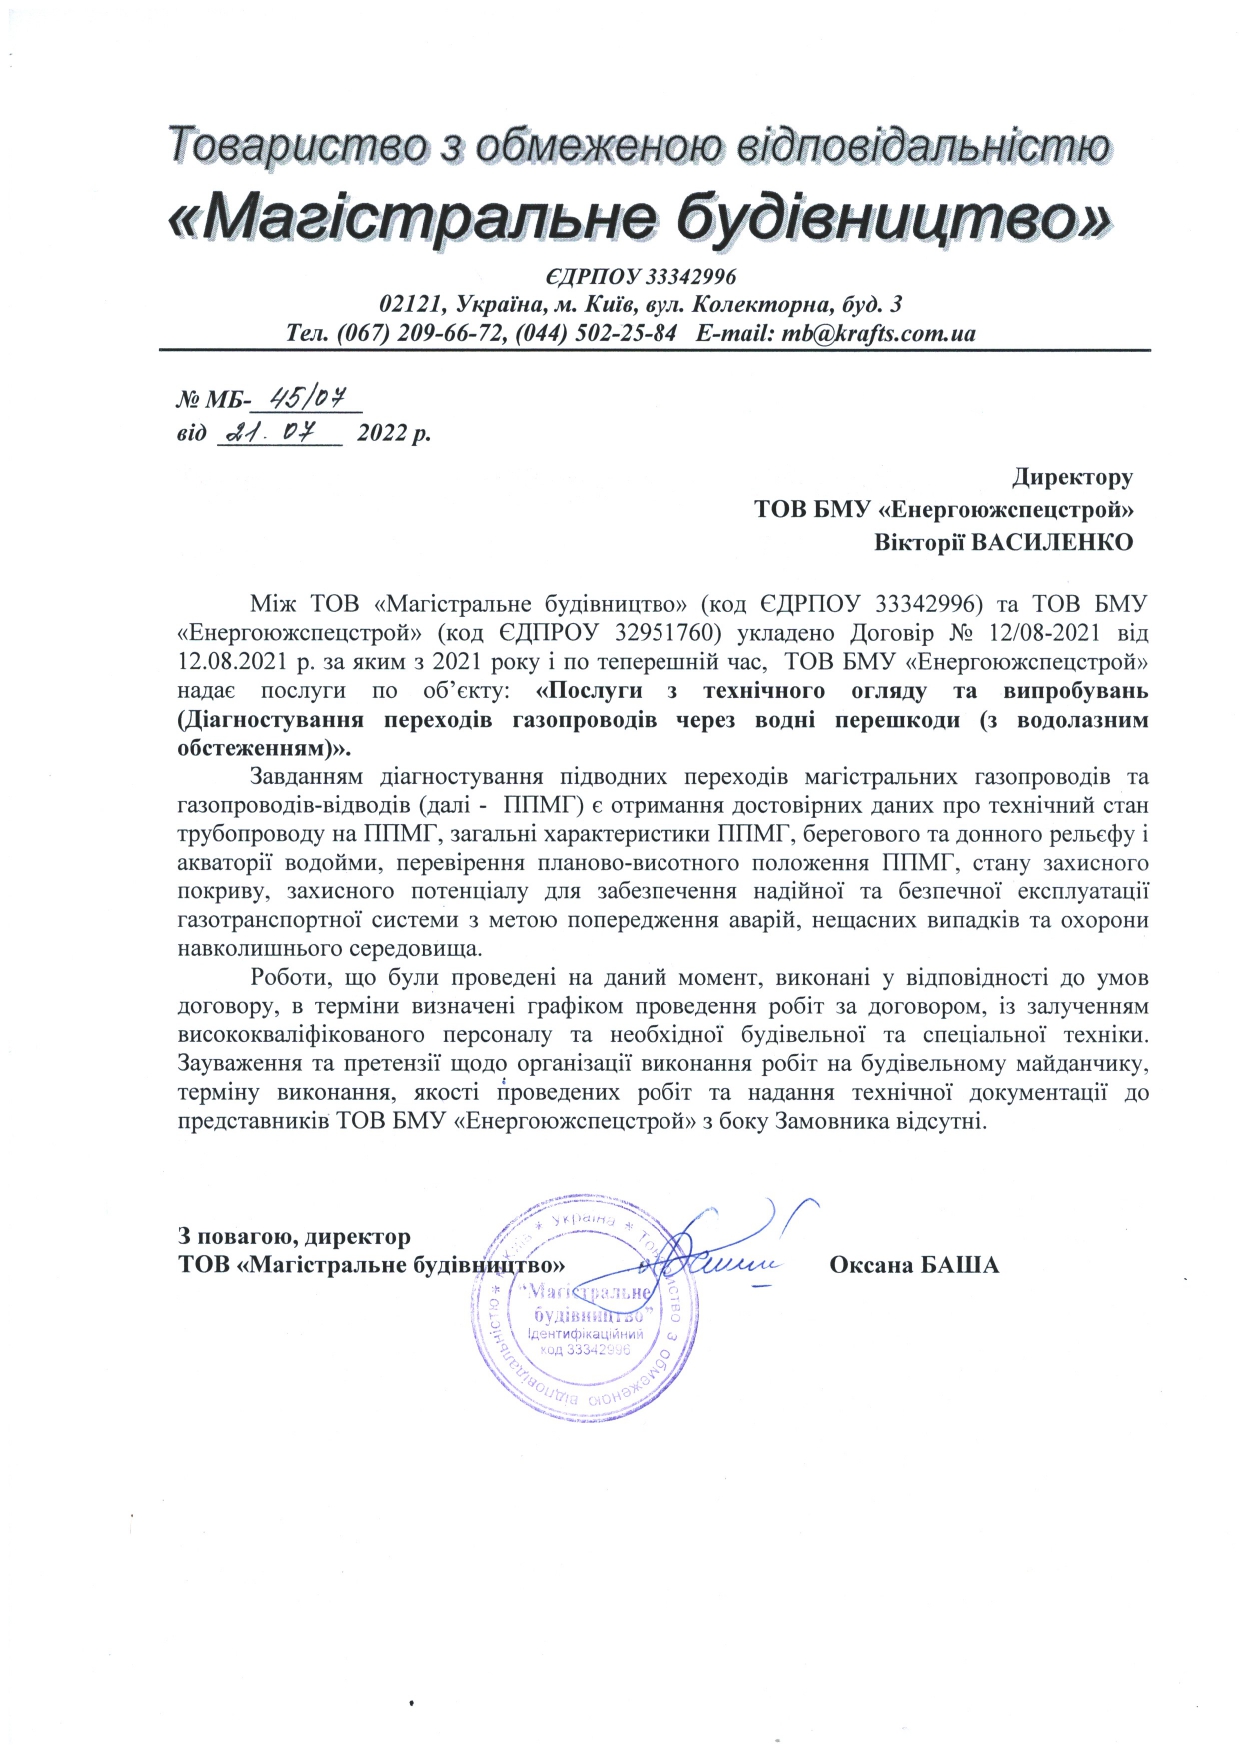 Товариство з обмеженою відповідальністю
«Магістральне будівництво»
ЄДРПОУ 33342996
02121, Україна, м. Київ, вул. Колекторна, буд. 3
Тел. (067) 209-66-72, (044) 502-25-84 E-mail: mb@krafts.com.ua
№ МБ- 45/07
від 21. 07 2022 р.
Директору
ТОВ БМУ «Енергоюжспецстрой»
Вікторії ВАСИЛЕНКО
Між ТОВ «Магістральне будівництво» (код ЄДРПОУ 33342996) та ТОВ БМУ
«Енергоюжспецстрой» (код ЄДПРОУ 32951760) укладено Договір № 12/08-2021 від
12.08.2021 р. за яким з 2021 року і по теперешній час, ТОВ БМУ «Енергоюжспецстрой»
надає послуги по об’єкту: «Послуги з технічного огляду та випробувань
(Діагностування переходів газопроводів через водні перешкоди (з водолазним
обстеженням)».
Завданням діагностування підводних переходів магістральних газопроводів та
газопроводів-відводів (далі - ППМГ) є отримання достовірних даних про технічний стан
трубопроводу на ППМГ, загальні характеристики ППМГ, берегового та донного рельєфу і
акваторії водойми, перевірення планово-висотного положення ППМГ, стану захисного
покриву, захисного потенціалу для забезпечення надійної та безпечної експлуатації
газотранспортної системи з метою попередження аварій, нещасних випадків та охорони
навколишнього середовища.
Роботи, що були проведені на даний момент, виконані у відповідності до умов
договору, в терміни визначені графіком проведення робіт за договором, із залученням
висококваліфікованого персоналу та необхідної будівельної та спеціальної техніки.
Зауваження та претензії щодо організації виконання робіт на будівельному майданчику,
терміну виконання, якості проведених робіт та надання технічної документації до
представників ТОВ БМУ «Енергоюжспецстрой» з боку Замовника відсутні.
З повагою, директор
ТОВ «Магістральне будівництво» Оксана БАША
Україна * Товариство з обмеженою відповідальністю *
"Магістральне
будівництво"
Ідентифікаційний
код 33342996